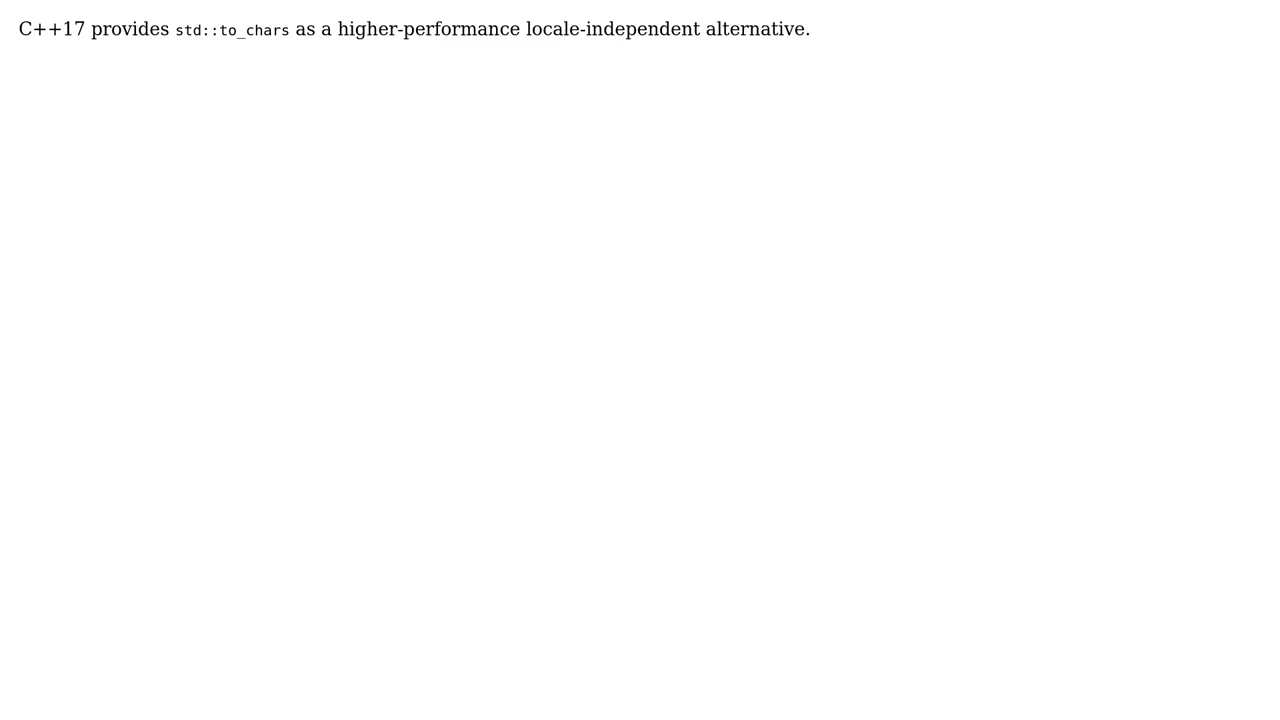 C++17 provides std::to_chars as a higher-performance locale-independent alternative.